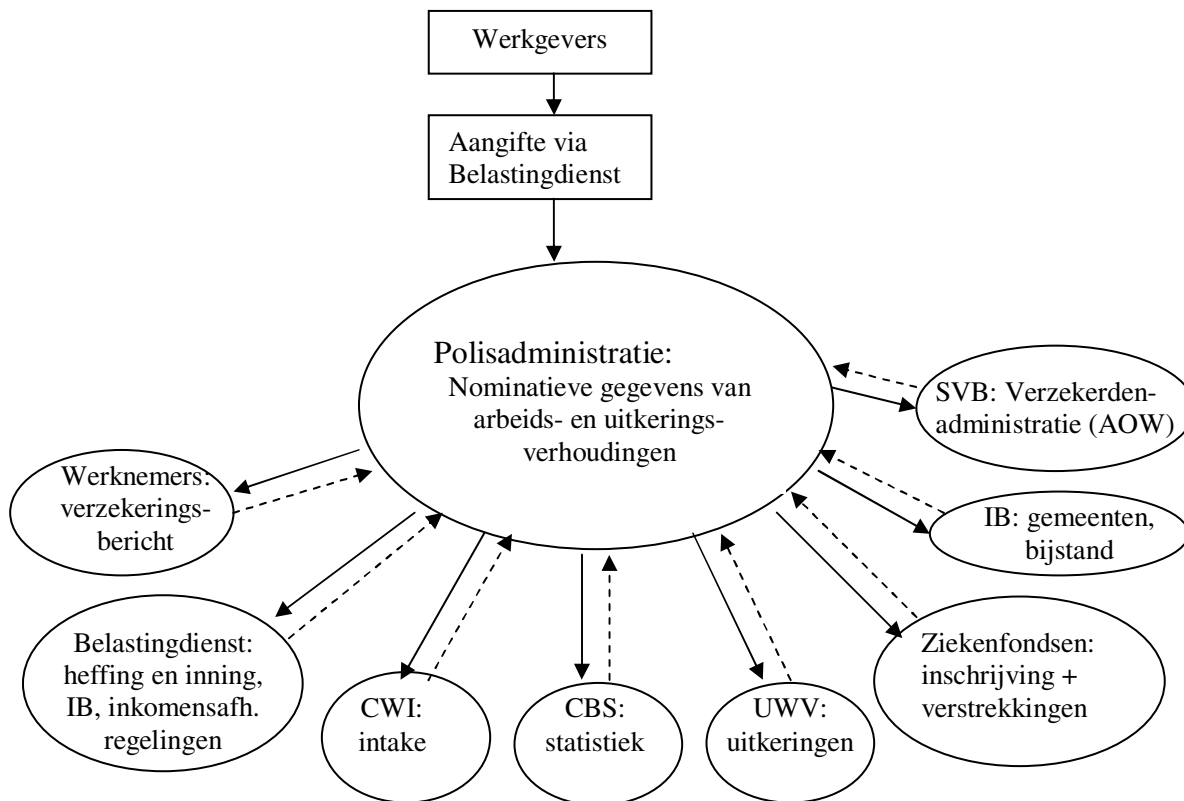 Werkgevers
Aangifte via
Belastingdienst
Polisadministratie:
Nominatieve gegevens van
arbeids- en uitkerings-
verhoudingen
SVB: Verzekerden-
administratie (AOW)
Werknemers:
verzekerings-
bericht
IB: gemeenten,
bijstand
Belastingdienst:
heffing en inning,
IB, inkomensafh.
regelingen
CWI:
intake
CBS:
statistiek
UWV:
uitkeringen
Ziekenfondsen:
inschrijving +
verstrekkingen